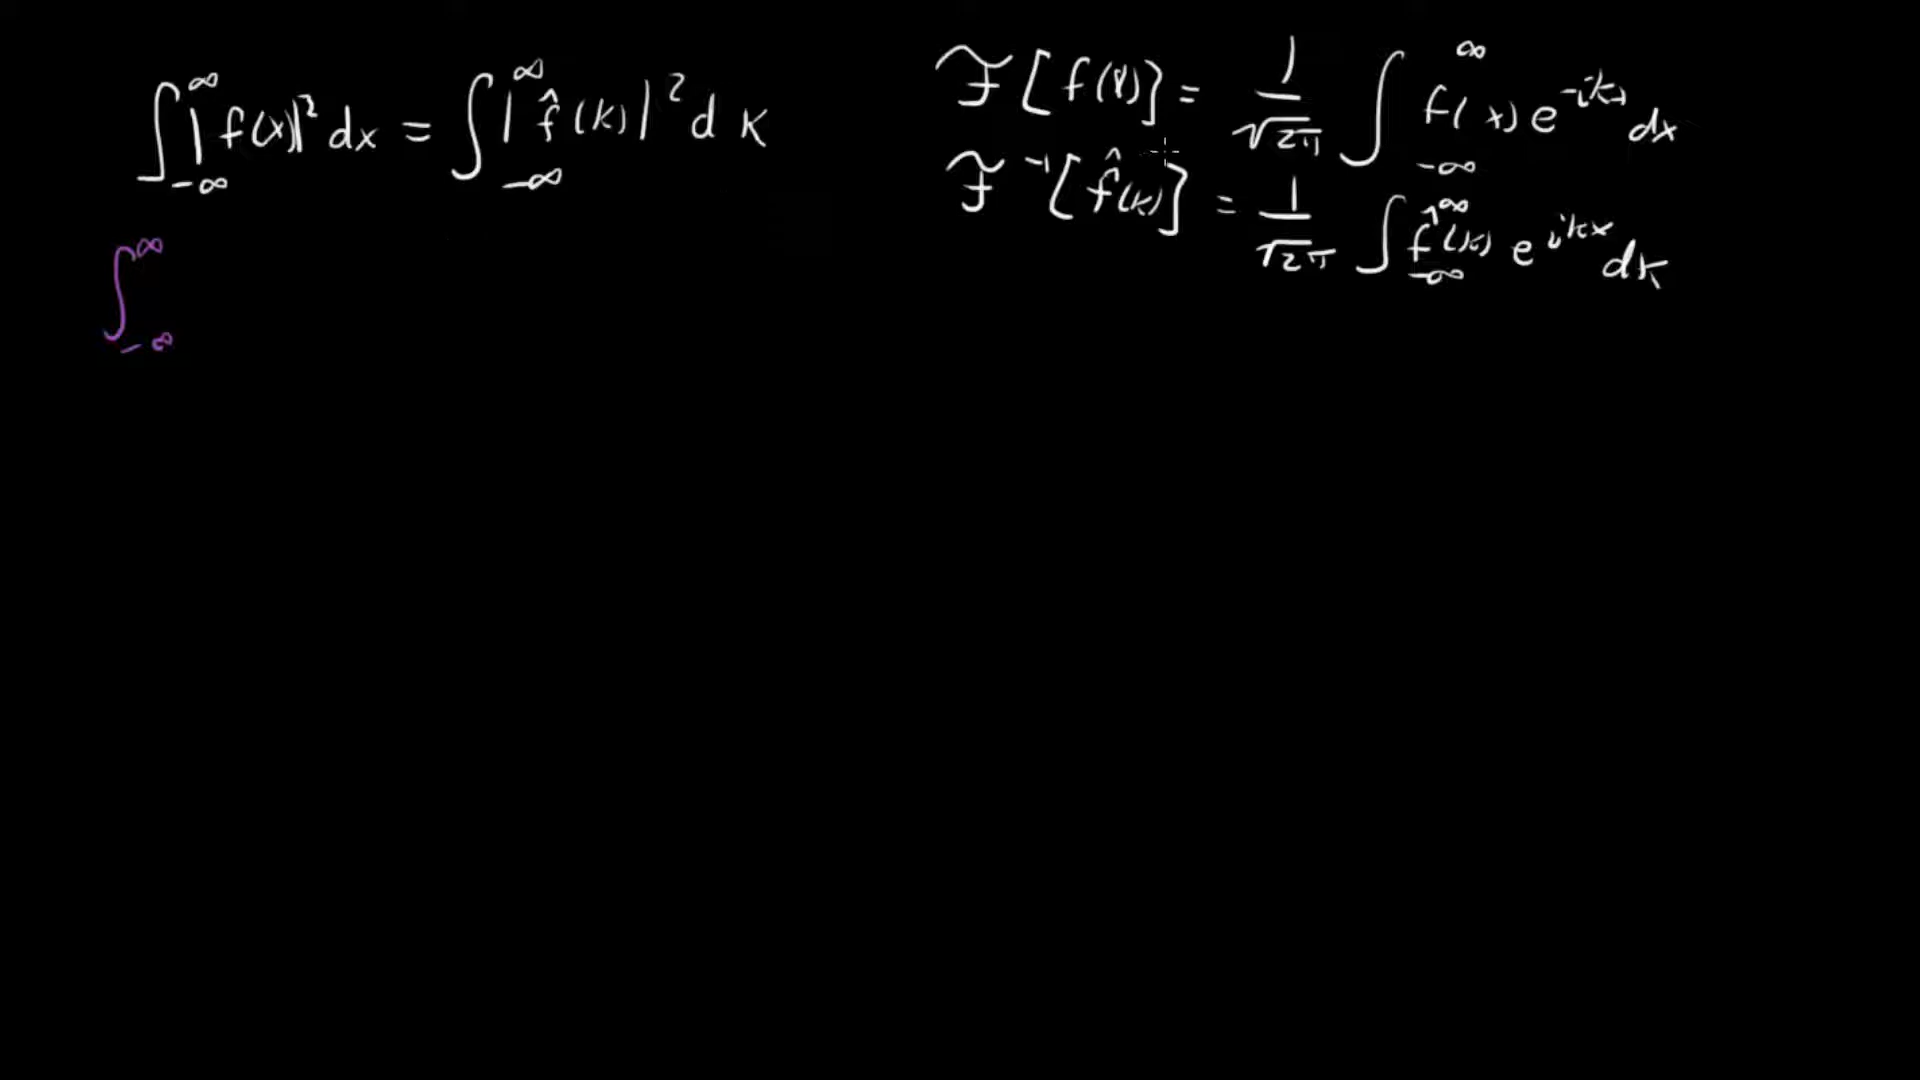 ∫_{-∞}^{∞} |f(x)|² dx = ∫_{-∞}^{∞} |f̂(k)|² dk
ℱ[f(x)] = 1/√2π ∫_{-∞}^{∞} f(x) e^{-ikx} dx
ℱ⁻¹[f̂(k)] = 1/√2π ∫_{-∞}^{∞} f̂(k) e^{ikx} dk
∫_{-∞}^{∞}